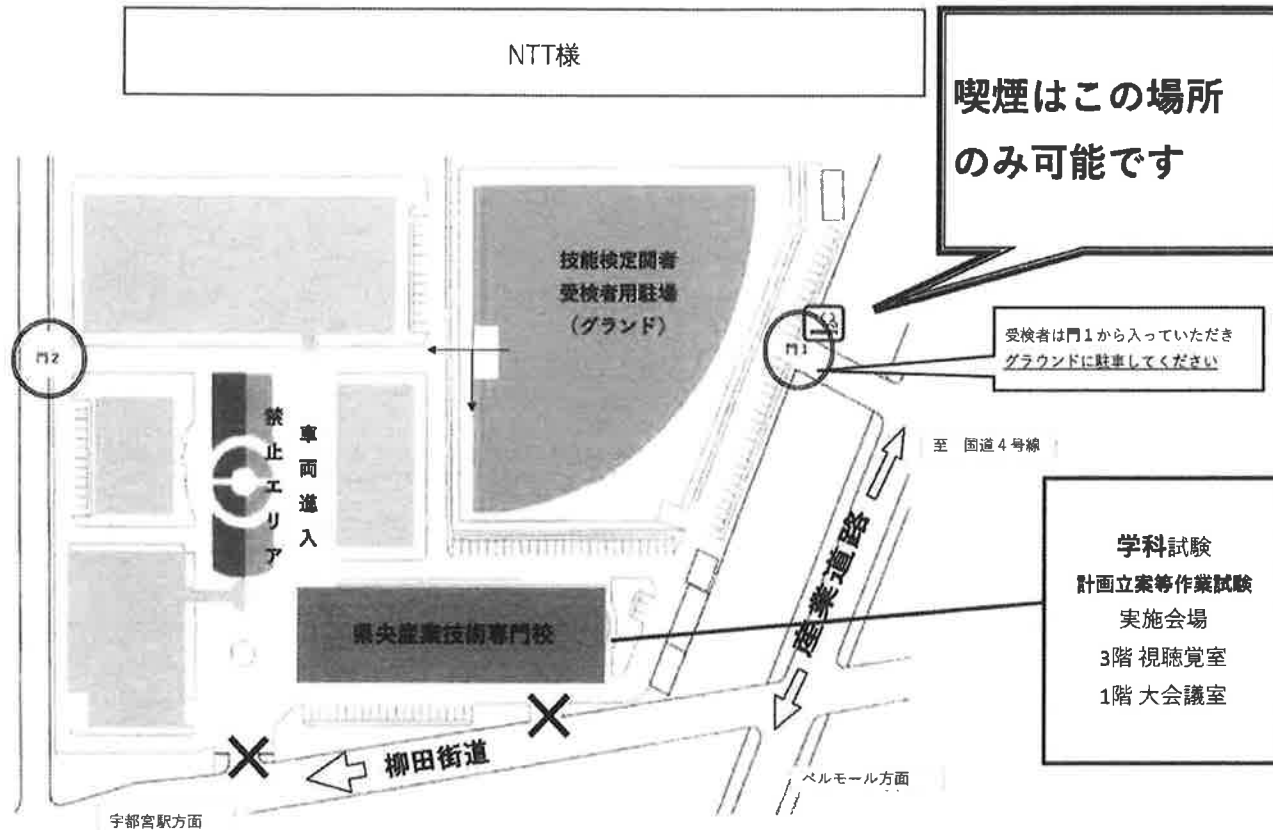 NTT様
喫煙はこの場所
のみ可能です
技能検定関者
受検者用駐場
(グランド)
門2
門1
受検者は門1から入っていただき
グラウンドに駐車してください
車両進入
禁止エリア
至　国道4号線
産業道路
県央産業技術専門校
学科試験
計画立案等作業試験
実施会場
3階 視聴覚室
1階 大会議室
柳田街道
ベルモール方面
宇都宮駅方面